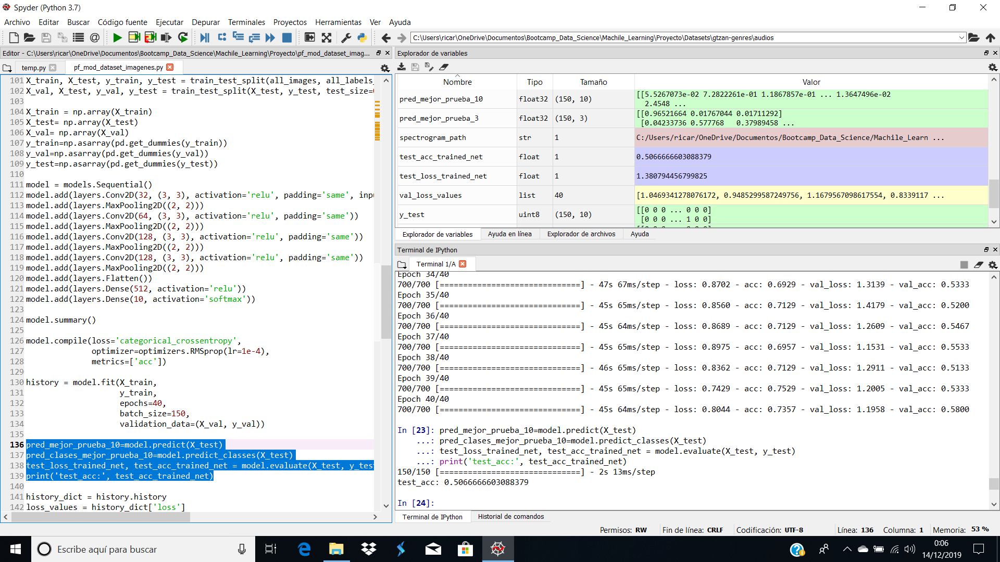 Spyder (Python 3.7)
Archivo Editar Buscar Código fuente Ejecutar Depurar Terminales Proyectos Herramientas Ver Ayuda
C:\Users\ricar\OneDrive\Documentos\Bootcamp_Data_Science\Machile_Learning\Proyecto\Datasets\gtzan-genres\audios
Editor - C:\Users\ricar\OneDrive\Documentos\Bootcamp_Data_Science\Machile_Learning\Proyecto\pf_mod_dataset_imag...
temp.py pf_mod_dataset_imagenes.py
101 X_train, X_test, y_train, y_test = train_test_split(all_images, all_labels_
102 X_val, X_test, y_val, y_test = train_test_split(X_test, y_test, test_size=
103
104 X_train = np.array(X_train)
105 X_test= np.array(X_test)
106 X_val= np.array(X_val)
107 y_train=np.asarray(pd.get_dummies(y_train))
108 y_val=np.asarray(pd.get_dummies(y_val))
109 y_test=np.asarray(pd.get_dummies(y_test))
110
111 model = models.Sequential()
112 model.add(layers.Conv2D(32, (3, 3), activation='relu', padding='same', inpu
113 model.add(layers.MaxPooling2D((2, 2)))
114 model.add(layers.Conv2D(64, (3, 3), activation='relu', padding='same'))
115 model.add(layers.MaxPooling2D((2, 2)))
116 model.add(layers.Conv2D(128, (3, 3), activation='relu', padding='same'))
117 model.add(layers.MaxPooling2D((2, 2)))
118 model.add(layers.Conv2D(128, (3, 3), activation='relu', padding='same'))
119 model.add(layers.MaxPooling2D((2, 2)))
120 model.add(layers.Flatten())
121 model.add(layers.Dense(512, activation='relu'))
122 model.add(layers.Dense(10, activation='softmax'))
123
124 model.summary()
125
126 model.compile(loss='categorical_crossentropy',
127 optimizer=optimizers.RMSprop(lr=1e-4),
128 metrics=['acc'])
129
130 history = model.fit(X_train,
131 y_train,
132 epochs=40,
133 batch_size=150,
134 validation_data=(X_val, y_val))
135
136 pred_mejor_prueba_10=model.predict(X_test)
137 pred_clases_mejor_prueba_10=model.predict_classes(X_test)
138 test_loss_trained_net, test_acc_trained_net = model.evaluate(X_test, y_tes
139 print('test_acc:', test_acc_trained_net)
140
141 history_dict = history.history
142 loss_values = history_dict['loss']
Explorador de variables
Nombre Tipo Tamaño Valor
pred_mejor_prueba_10 float32 (150, 10) [[5.5267073e-02 7.2822261e-01 1.1867857e-01 ... 1.3647496e-02
2.4548 ...
pred_mejor_prueba_3 float32 (150, 3) [[0.96521664 0.01767044 0.01711292]
[0.04233736 0.577768 0.37989458 ...
spectrogram_path str 1 C:/Users/ricar/OneDrive/Documentos/Bootcamp_Data_Science/Machile_Learn ...
test_acc_trained_net float 1 0.5066666603088379
test_loss_trained_net float 1 1.380794456799825
val_loss_values list 40 [1.0469341278076172, 0.9485299587249756, 1.1679567098617554, 0.8339117 ...
y_test uint8 (150, 10) [[0 0 0 ... 0 0 0]
[0 0 0 ... 1 0 0]
Explorador de variables Ayuda en línea Explorador de archivos Ayuda
Terminal de IPython
Terminal 1/A
Epoch 34/40
700/700 [==============================] - 47s 67ms/step - loss: 0.8702 - acc: 0.6929 - val_loss: 1.3139 - val_acc: 0.5333
Epoch 35/40
700/700 [==============================] - 45s 65ms/step - loss: 0.8560 - acc: 0.7129 - val_loss: 1.4179 - val_acc: 0.5200
Epoch 36/40
700/700 [==============================] - 45s 64ms/step - loss: 0.8689 - acc: 0.7129 - val_loss: 1.2609 - val_acc: 0.5467
Epoch 37/40
700/700 [==============================] - 45s 65ms/step - loss: 0.8975 - acc: 0.6957 - val_loss: 1.1531 - val_acc: 0.5533
Epoch 38/40
700/700 [==============================] - 46s 65ms/step - loss: 0.8362 - acc: 0.7129 - val_loss: 1.2911 - val_acc: 0.5133
Epoch 39/40
700/700 [==============================] - 45s 65ms/step - loss: 0.7429 - acc: 0.7529 - val_loss: 1.2005 - val_acc: 0.5333
Epoch 40/40
700/700 [==============================] - 45s 64ms/step - loss: 0.8044 - acc: 0.7357 - val_loss: 1.1958 - val_acc: 0.5800
In [23]: pred_mejor_prueba_10=model.predict(X_test)
...: pred_clases_mejor_prueba_10=model.predict_classes(X_test)
...: test_loss_trained_net, test_acc_trained_net = model.evaluate(X_test, y_test)
...: print('test_acc:', test_acc_trained_net)
150/150 [==============================] - 2s 13ms/step
test_acc: 0.5066666603088379
In [24]:
Terminal de IPython Historial de comandos
Permisos: RW Fin de línea: CRLF Codificación: UTF-8 Línea: 136 Columna: 1 Memoria: 53 %
Escribe aquí para buscar
0:06
14/12/2019